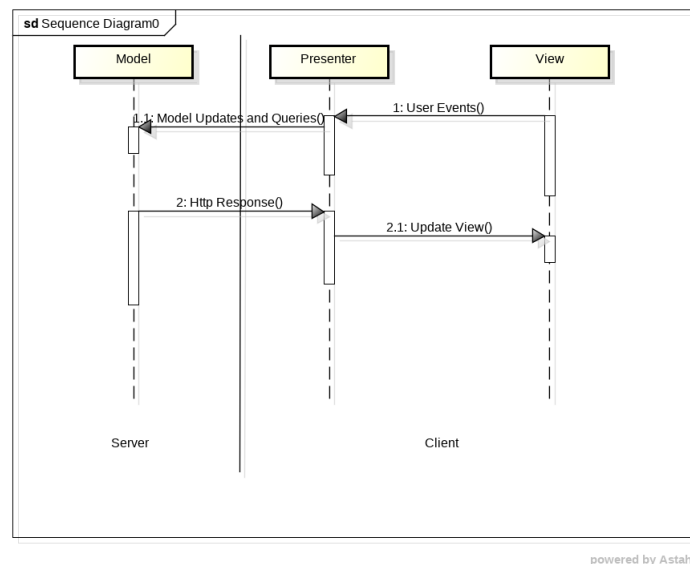 sd Sequence Diagram0
Model
Presenter
View
1: User Events()
1.1: Model Updates and Queries()
2: Http Response()
2.1: Update View()
Server
Client
powered by Astah